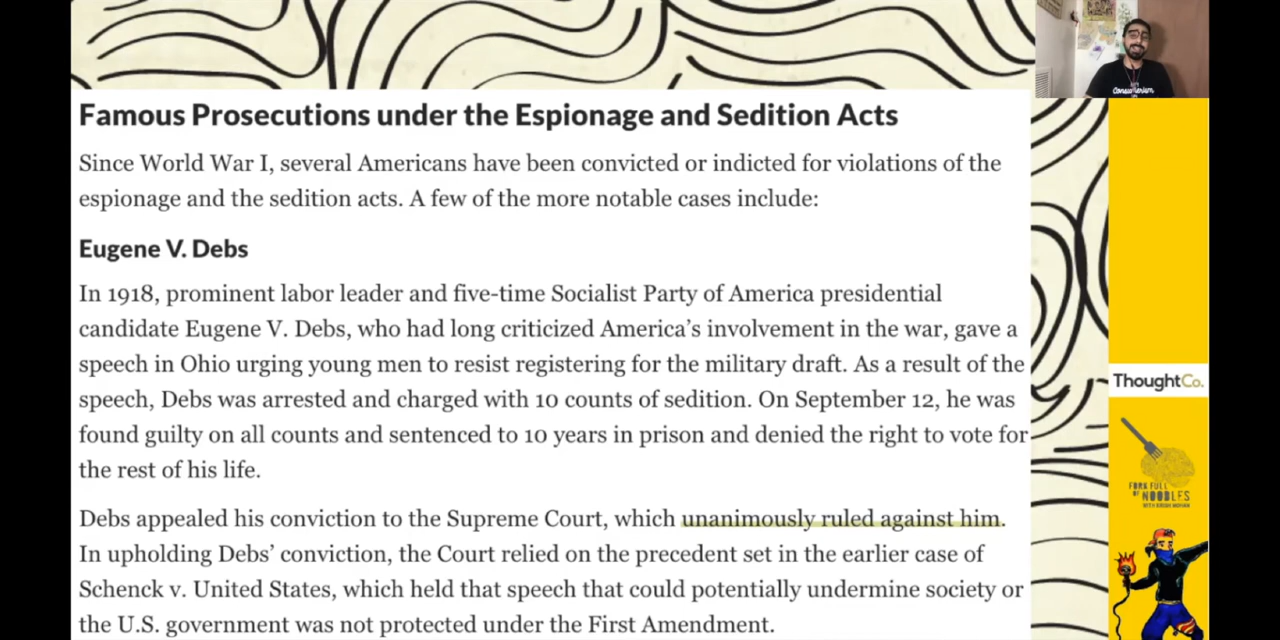 Famous Prosecutions under the Espionage and Sedition Acts
Since World War I, several Americans have been convicted or indicted for violations of the
espionage and the sedition acts. A few of the more notable cases include:
Eugene V. Debs
In 1918, prominent labor leader and five-time Socialist Party of America presidential
candidate Eugene V. Debs, who had long criticized America's involvement in the war, gave a
speech in Ohio urging young men to resist registering for the military draft. As a result of the
speech, Debs was arrested and charged with 10 counts of sedition. On September 12, he was
found guilty on all counts and sentenced to 10 years in prison and denied the right to vote for
the rest of his life.
Debs appealed his conviction to the Supreme Court, which unanimously ruled against him.
In upholding Debs' conviction, the Court relied on the precedent set in the earlier case of
Schenck v. United States, which held that speech that could potentially undermine society or
the U.S. government was not protected under the First Amendment.
ThoughtCo.
FORK FULL
OF NOODLES